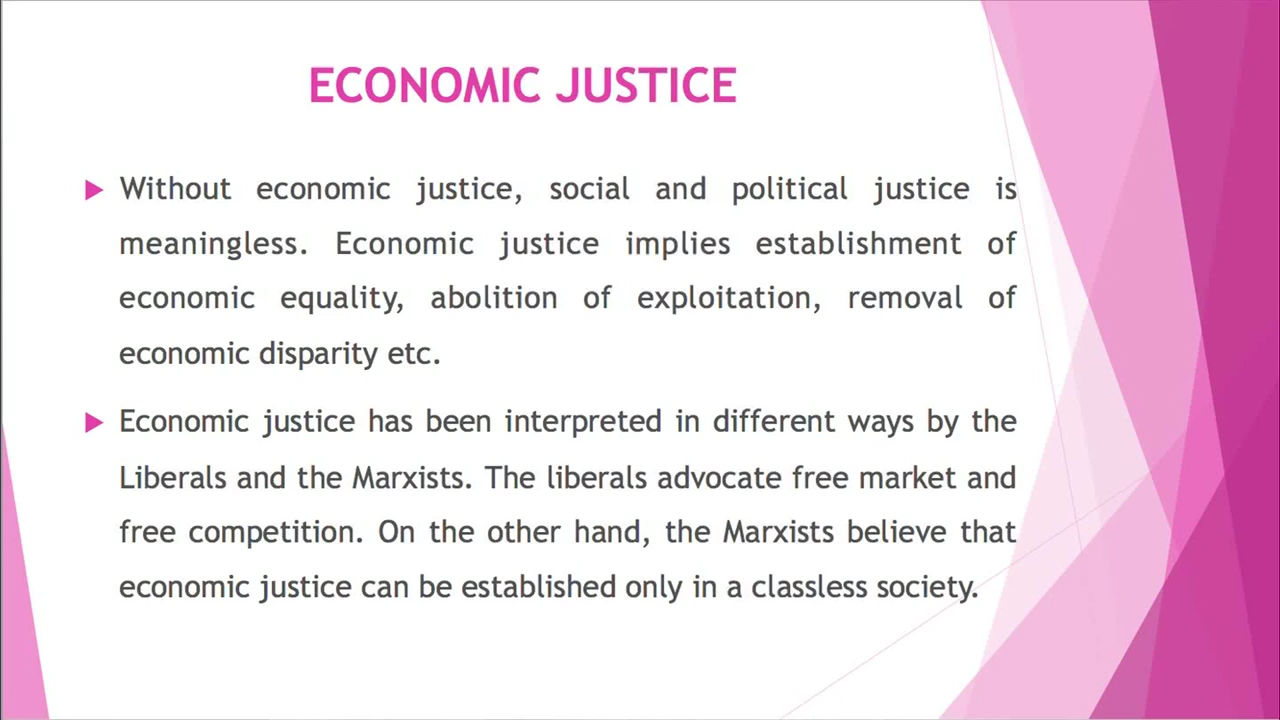 ECONOMIC JUSTICE
Without economic justice, social and political justice is
meaningless. Economic justice implies establishment of
economic equality, abolition of exploitation, removal of
economic disparity etc.
Economic justice has been interpreted in different ways by the
Liberals and the Marxists. The liberals advocate free market and
free competition. On the other hand, the Marxists believe that
economic justice can be established only in a classless society.